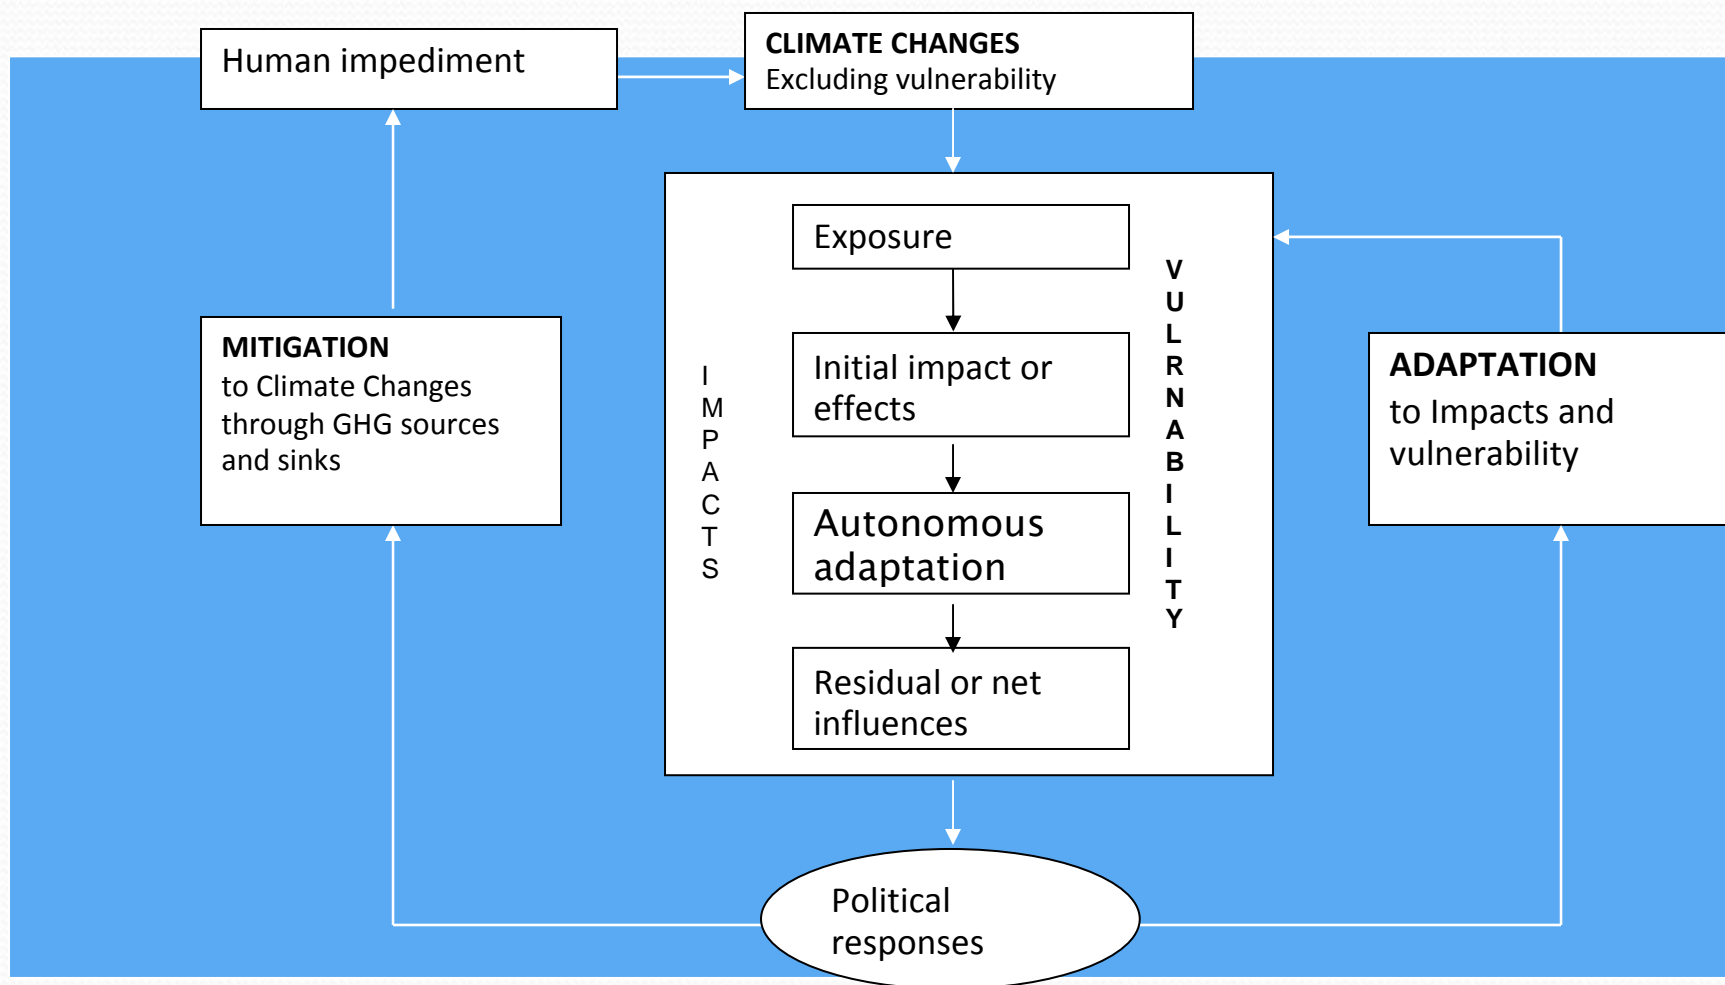 Human impediment
CLIMATE CHANGES
Excluding vulnerability
Exposure
Initial impact or
effects
Autonomous
adaptation
Residual or net
influences
IMPACTS
VULRNABILITY
MITIGATION
to Climate Changes
through GHG sources
and sinks
ADAPTATION
to Impacts and
vulnerability
Political
responses